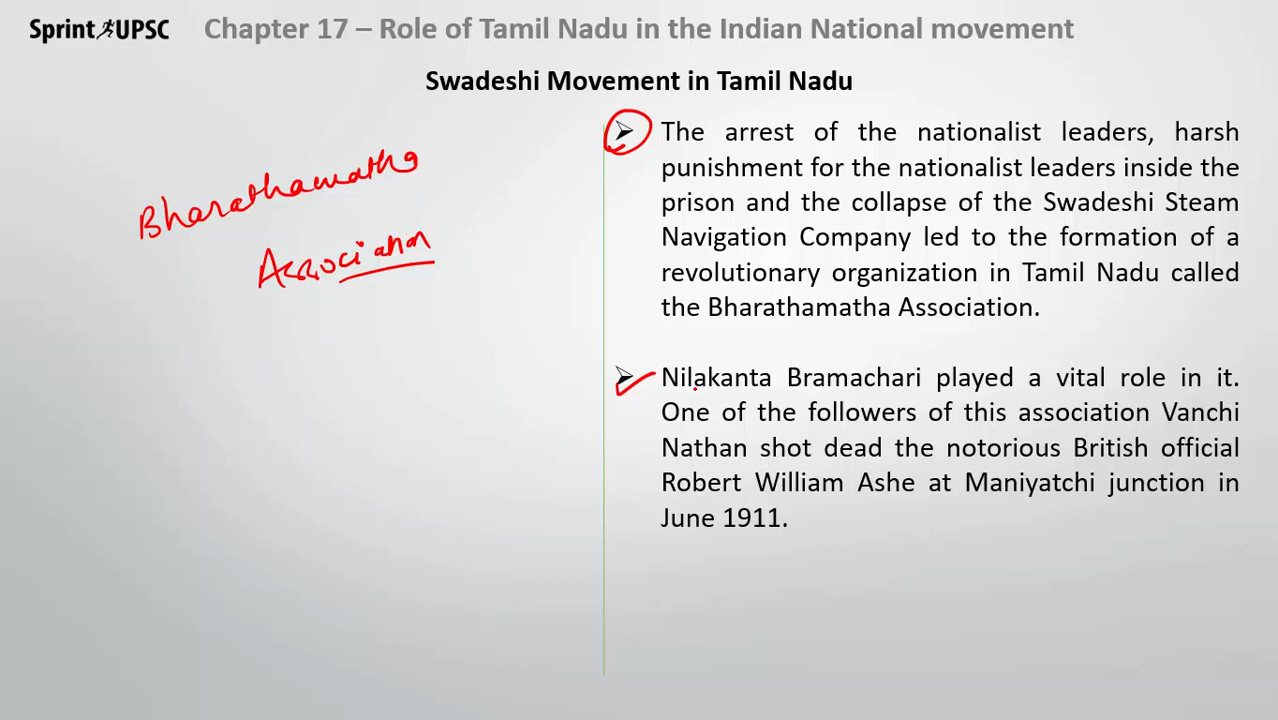 Sprint UPSC
Chapter 17 – Role of Tamil Nadu in the Indian National movement
Swadeshi Movement in Tamil Nadu
Bharathamatha
Association
The arrest of the nationalist leaders, harsh
punishment for the nationalist leaders inside the
prison and the collapse of the Swadeshi Steam
Navigation Company led to the formation of a
revolutionary organization in Tamil Nadu called
the Bharathamatha Association.
Nilakanta Bramachari played a vital role in it.
One of the followers of this association Vanchi
Nathan shot dead the notorious British official
Robert William Ashe at Maniyatchi junction in
June 1911.